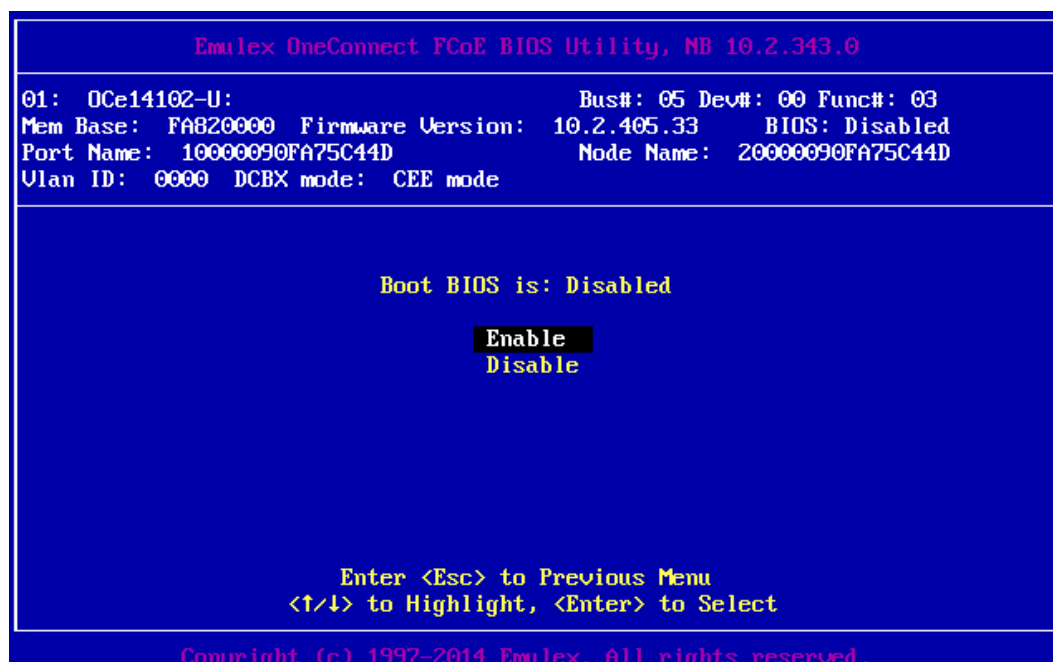 Emulex OneConnect FCoE BIOS Utility, NB 10.2.343.0
01: OCe14102-U: Bus#: 05 Dev#: 00 Func#: 03
Mem Base: FA820000 Firmware Version: 10.2.405.33 BIOS: Disabled
Port Name: 10000090FA75C44D Node Name: 20000090FA75C44D
Vlan ID: 0000 DCBX mode: CEE mode
Boot BIOS is: Disabled
Enable
Disable
Enter <Esc> to Previous Menu
<↑/↓> to Highlight, <Enter> to Select
Copyright (c) 1997-2014 Emulex. All rights reserved